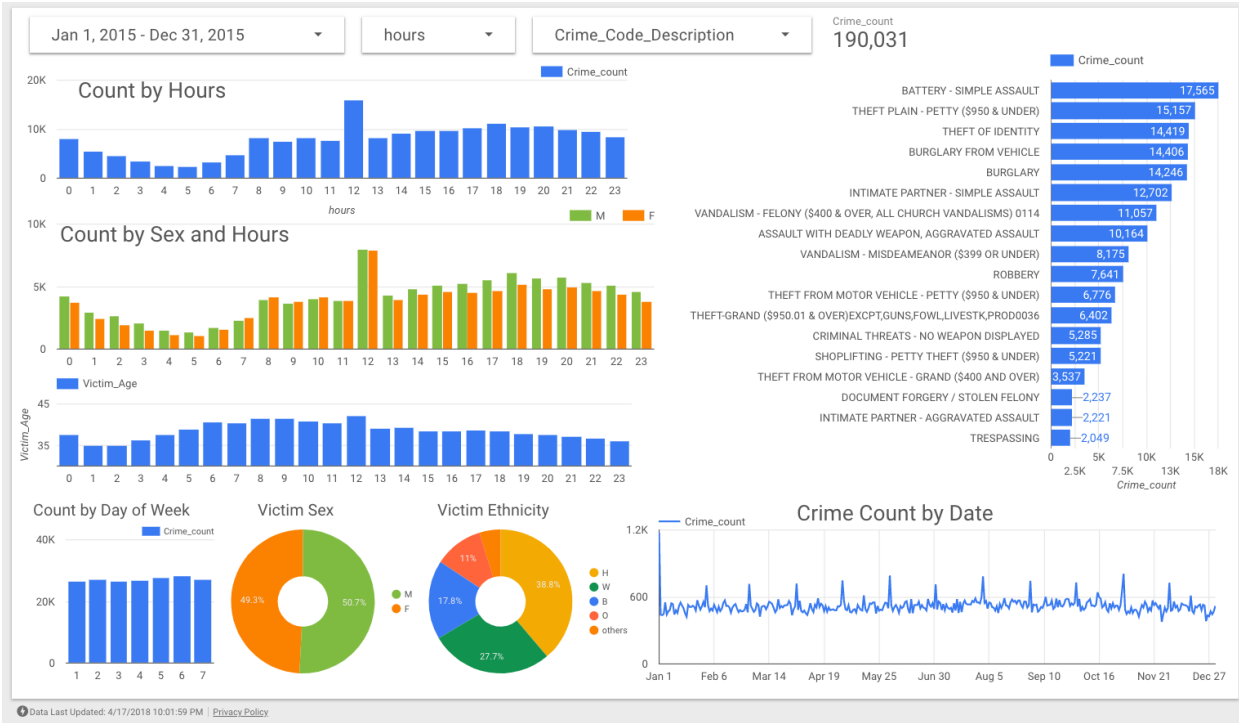 Jan 1, 2015 - Dec 31, 2015
hours
Crime_Code_Description
Crime_count
190,031
Crime_count
20K
10K
0
Count by Hours
0 1 2 3 4 5 6 7 8 9 10 11 12 13 14 15 16 17 18 19 20 21 22 23
hours
M F
10K
5K
0
Count by Sex and Hours
0 1 2 3 4 5 6 7 8 9 10 11 12 13 14 15 16 17 18 19 20 21 22 23
Victim_Age
Victim_Age
45
35
0 1 2 3 4 5 6 7 8 9 10 11 12 13 14 15 16 17 18 19 20 21 22 23
Crime_count
BATTERY - SIMPLE ASSAULT 17,565
THEFT PLAIN - PETTY ($950 & UNDER) 15,157
THEFT OF IDENTITY 14,419
BURGLARY FROM VEHICLE 14,406
BURGLARY 14,246
INTIMATE PARTNER - SIMPLE ASSAULT 12,702
VANDALISM - FELONY ($400 & OVER, ALL CHURCH VANDALISMS) 0114 11,057
ASSAULT WITH DEADLY WEAPON, AGGRAVATED ASSAULT 10,164
VANDALISM - MISDEAMEANOR ($399 OR UNDER) 8,175
ROBBERY 7,641
THEFT FROM MOTOR VEHICLE - PETTY ($950 & UNDER) 6,776
THEFT-GRAND ($950.01 & OVER)EXCPT,GUNS,FOWL,LIVESTK,PROD0036 6,402
CRIMINAL THREATS - NO WEAPON DISPLAYED 5,285
SHOPLIFTING - PETTY THEFT ($950 & UNDER) 5,221
THEFT FROM MOTOR VEHICLE - GRAND ($400 AND OVER) 3,537
DOCUMENT FORGERY / STOLEN FELONY 2,237
INTIMATE PARTNER - AGGRAVATED ASSAULT 2,221
TRESPASSING 2,049
0 5K 10K 15K
2.5K 7.5K 13K 18K
Crime_count
Count by Day of Week
Crime_count
40K
20K
0
1 2 3 4 5 6 7
Victim Sex
49.3% 50.7%
M
F
Victim Ethnicity
11%
38.8%
17.8%
27.7%
H
W
B
O
others
Crime_count
Crime Count by Date
1.2K
600
0
Jan 1 Feb 6 Mar 14 Apr 19 May 25 Jun 30 Aug 5 Sep 10 Oct 16 Nov 21 Dec 27
Data Last Updated: 4/17/2018 10:01:59 PM Privacy Policy